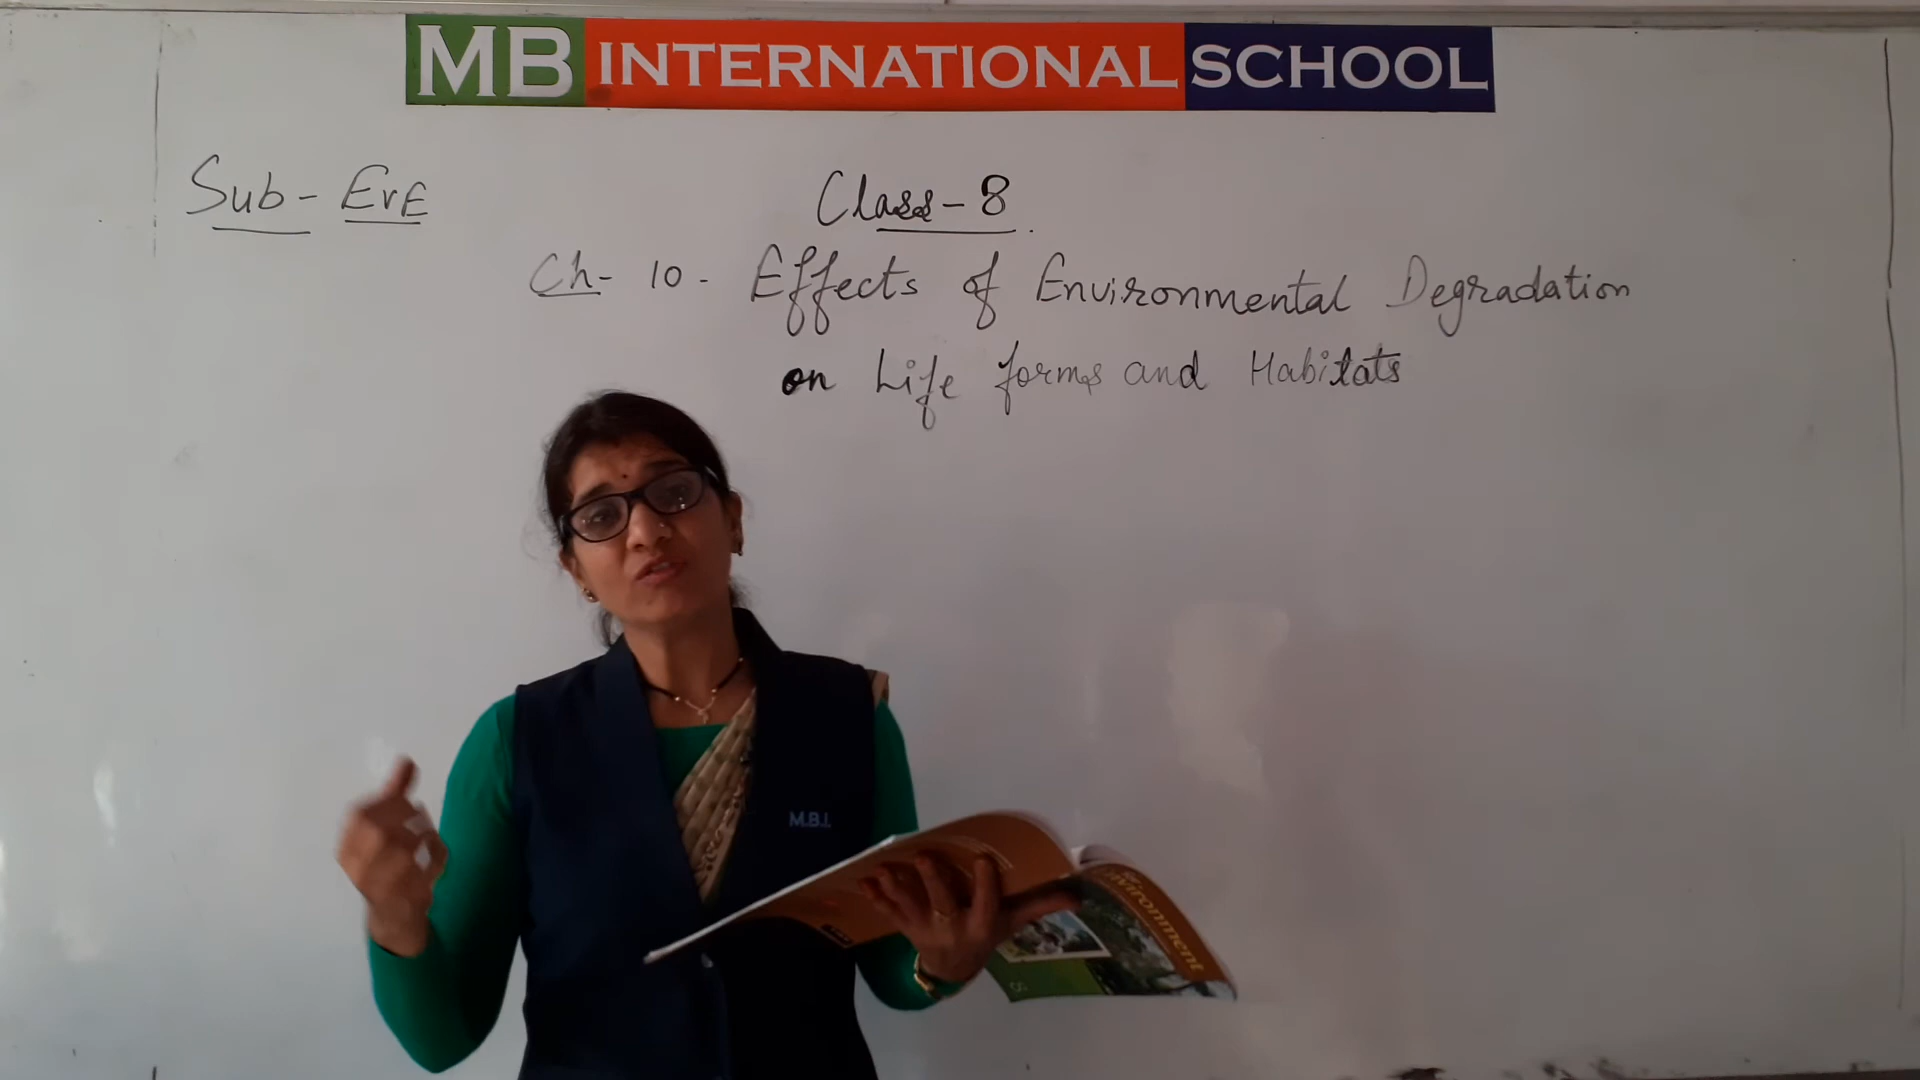 MB INTERNATIONAL SCHOOL
Sub- EvE
Class-8
Ch- 10- Effects of Environmental Degradation
on Life forms and Habitats
M.B.I.
for
Environment